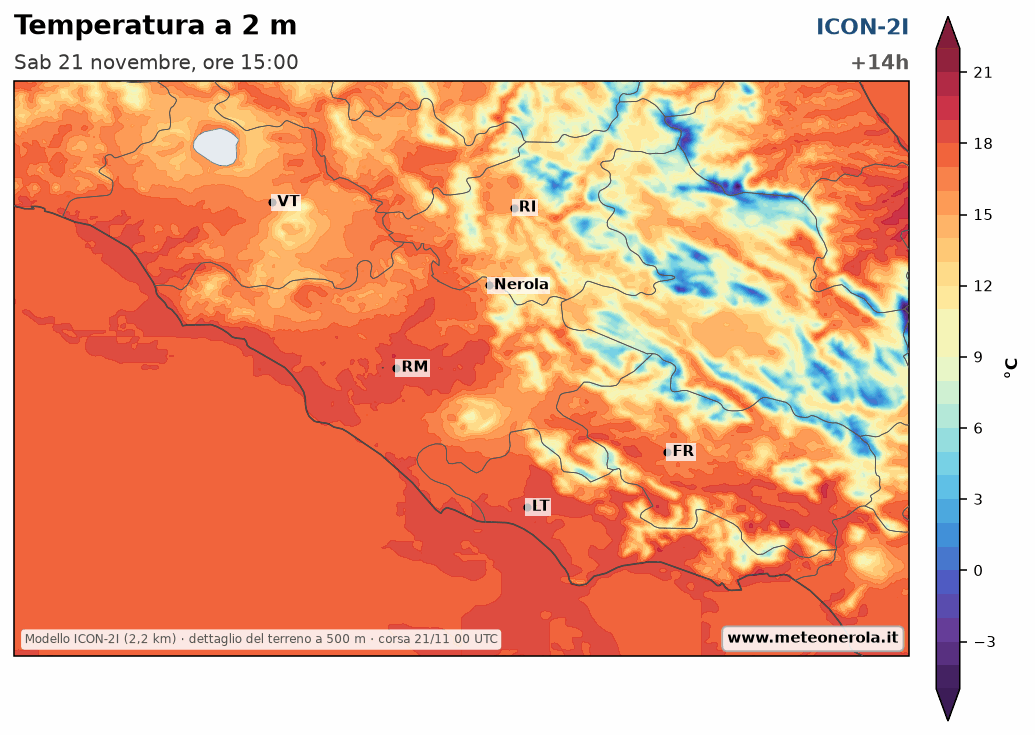 Temperatura a 2 m
ICON-2I
Sab 21 novembre, ore 15:00
+14h
VT
RI
Nerola
RM
FR
LT
Modello ICON-2I (2,2 km) · dettaglio del terreno a 500 m · corsa 21/11 00 UTC
www.meteonerola.it
21
18
15
12
9
6
3
0
−3
°C